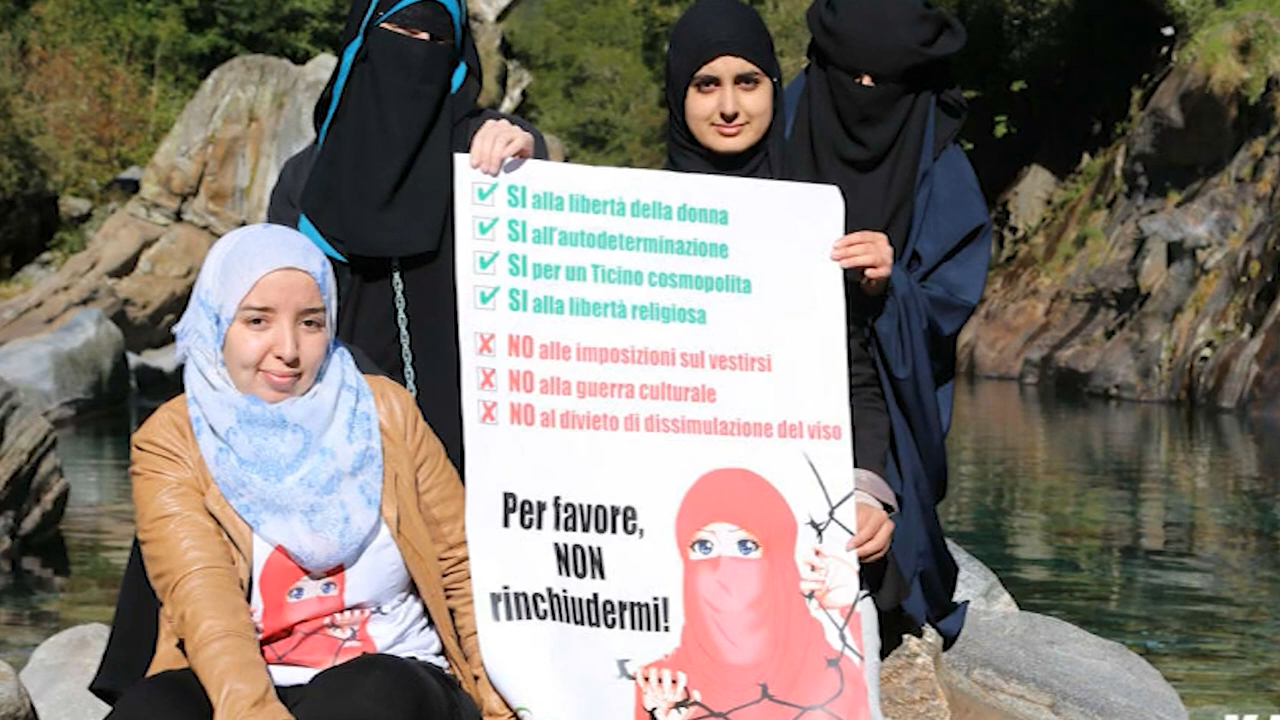 SI alla libertà della donna
SI all'autodeterminazione
SI per un Ticino cosmopolita
SI alla libertà religiosa
NO alle imposizioni sul vestirsi
NO alla guerra culturale
NO al divieto di dissimulazione del viso
Per favore,
NON
rinchiudermi!